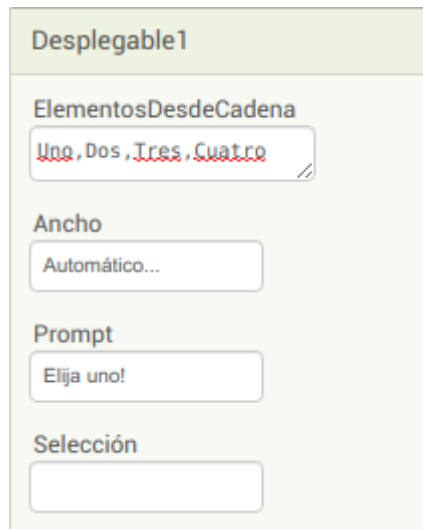 Desplegable1
ElementosDesdeCadena
Uno,Dos,Tres,Cuatro
Ancho
Automático...
Prompt
Elija uno!
Selección